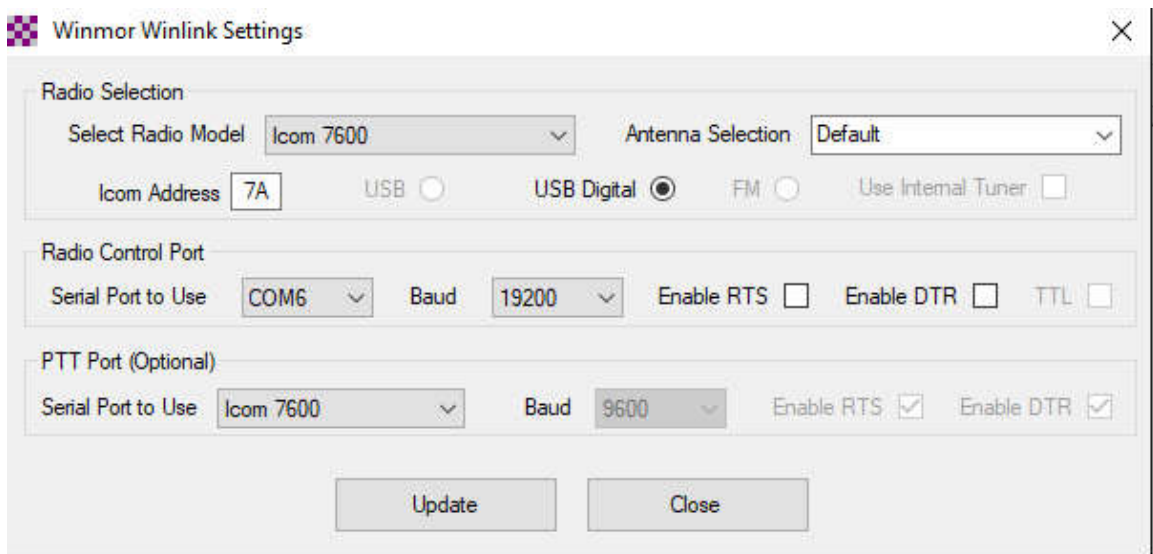 Winmor Winlink Settings
Radio Selection
Select Radio Model Icom 7600 Antenna Selection Default
Icom Address 7A USB USB Digital FM Use Internal Tuner
Radio Control Port
Serial Port to Use COM6 Baud 19200 Enable RTS Enable DTR TTL
PTT Port (Optional)
Serial Port to Use Icom 7600 Baud 9600 Enable RTS Enable DTR
Update Close